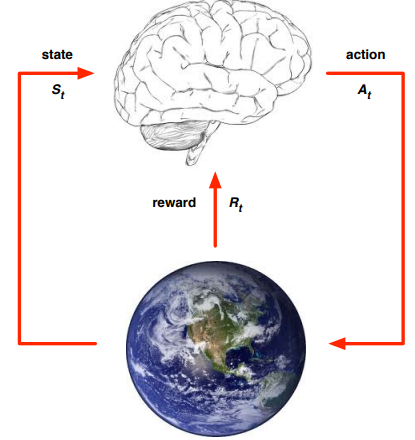 state
S_t
action
A_t
reward
R_t